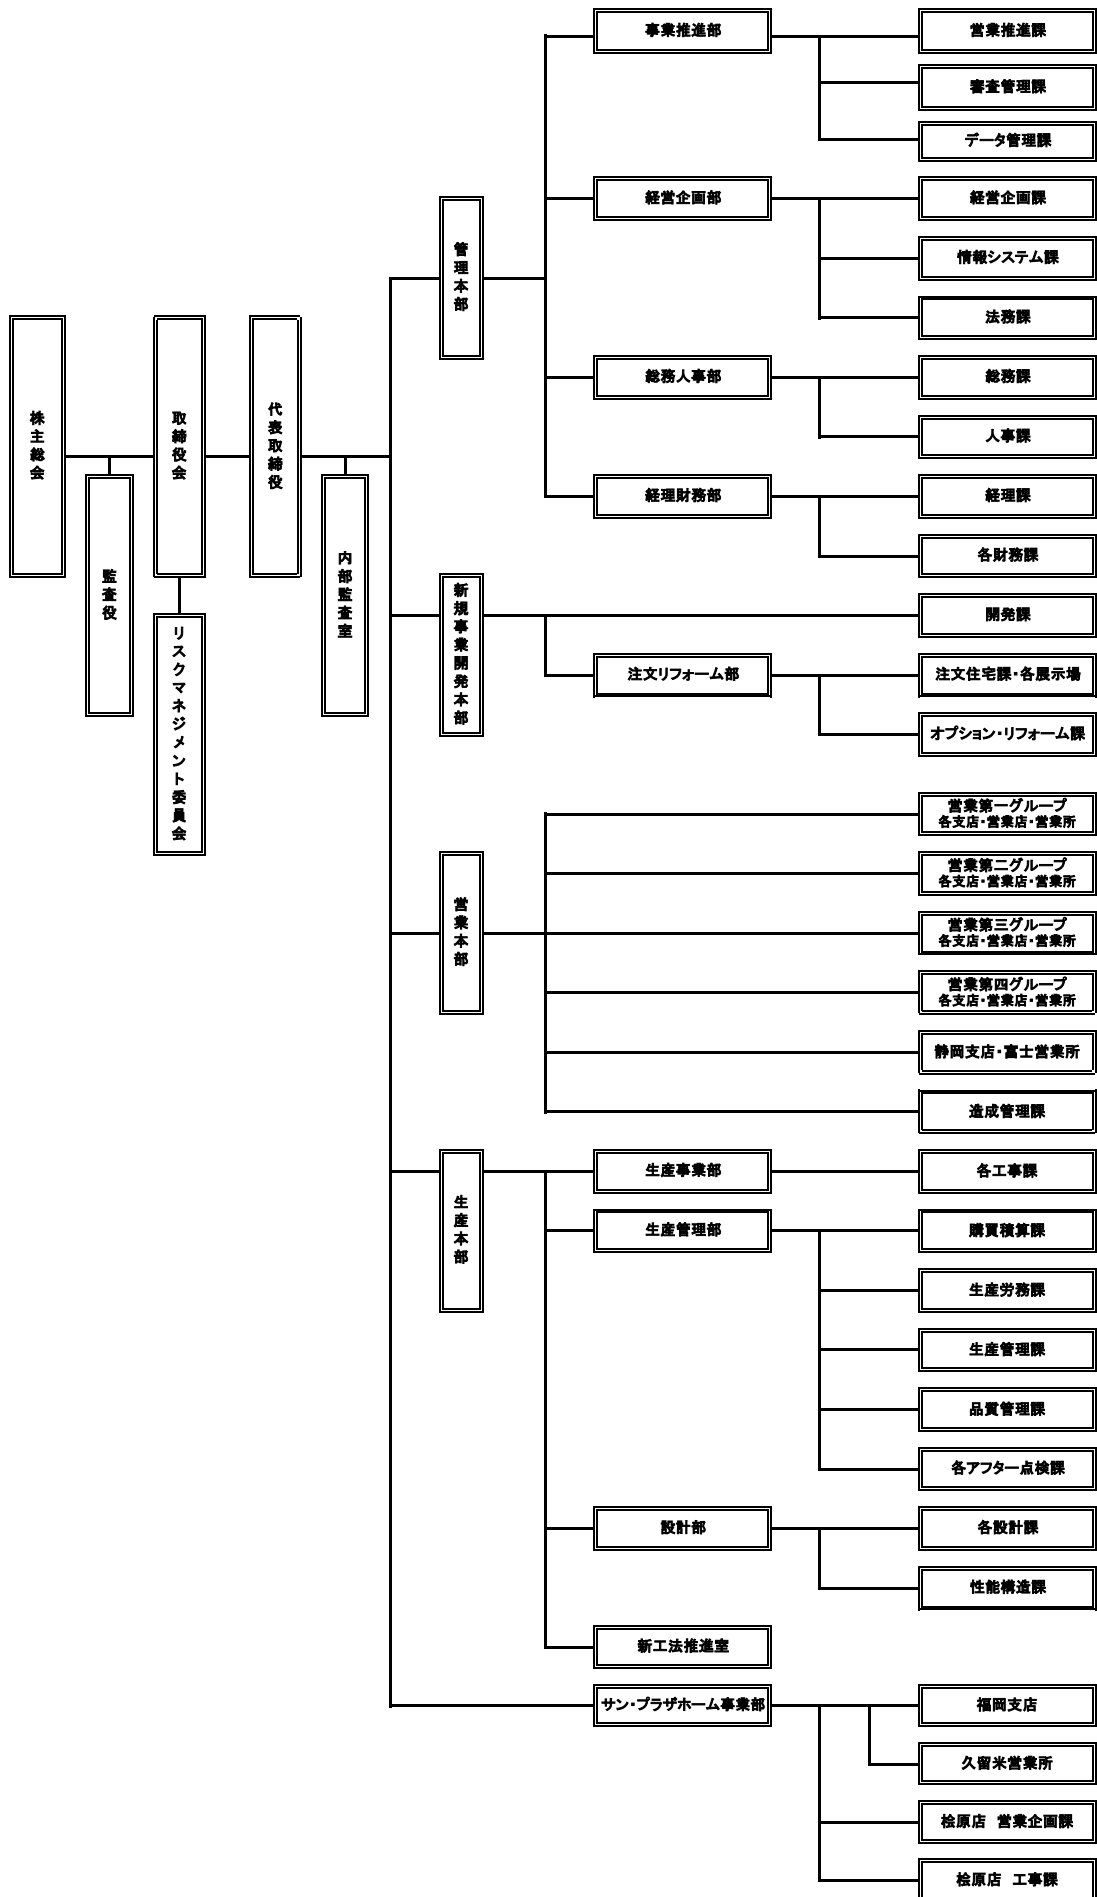 株主総会
監査役
取締役会
リスクマネジメント委員会
代表取締役
内部監査室
管理本部
事業推進部
営業推進課
審査管理課
データ管理課
経営企画部
経営企画課
情報システム課
法務課
総務人事部
総務課
人事課
経理財務部
経理課
各財務課
新規事業開発本部
開発課
注文リフォーム部
注文住宅課・各展示場
オプション・リフォーム課
営業本部
営業第一グループ
各支店・営業店・営業所
営業第二グループ
各支店・営業店・営業所
営業第三グループ
各支店・営業店・営業所
営業第四グループ
各支店・営業店・営業所
静岡支店・富士営業所
造成管理課
生産本部
生産事業部
各工事課
生産管理部
購買積算課
生産労務課
生産管理課
品質管理課
各アフター点検課
設計部
各設計課
性能構造課
新工法推進室
サン・プラザホーム事業部
福岡支店
久留米営業所
桧原店　営業企画課
桧原店　工事課